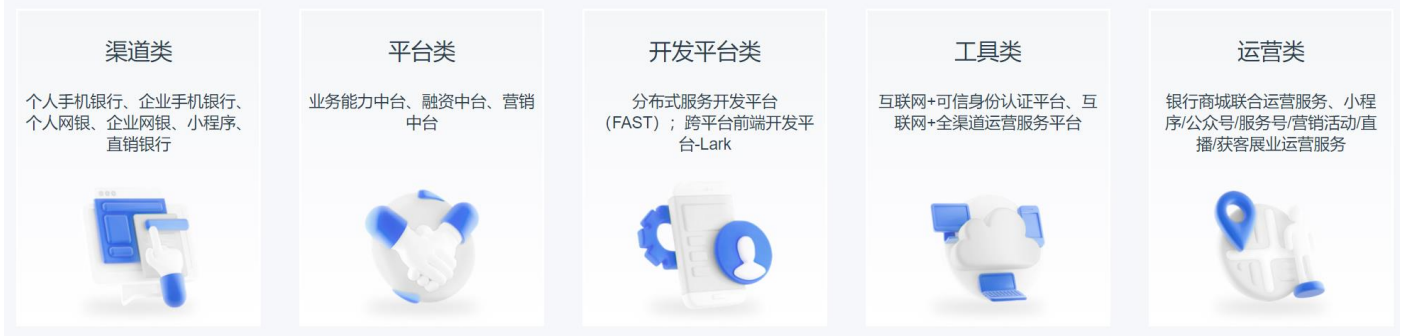 渠道类
个人手机银行、企业手机银行、
个人网银、企业网银、小程序、
直销银行
平台类
业务能力中台、融资中台、营销
中台
开发平台类
分布式服务开发平台
（FAST）；跨平台前端开发平
台-Lark
工具类
互联网+可信身份认证平台、互
联网+全渠道运营服务平台
运营类
银行商城联合运营服务、小程
序/公众号/服务号/营销活动/直
播/获客展业运营服务